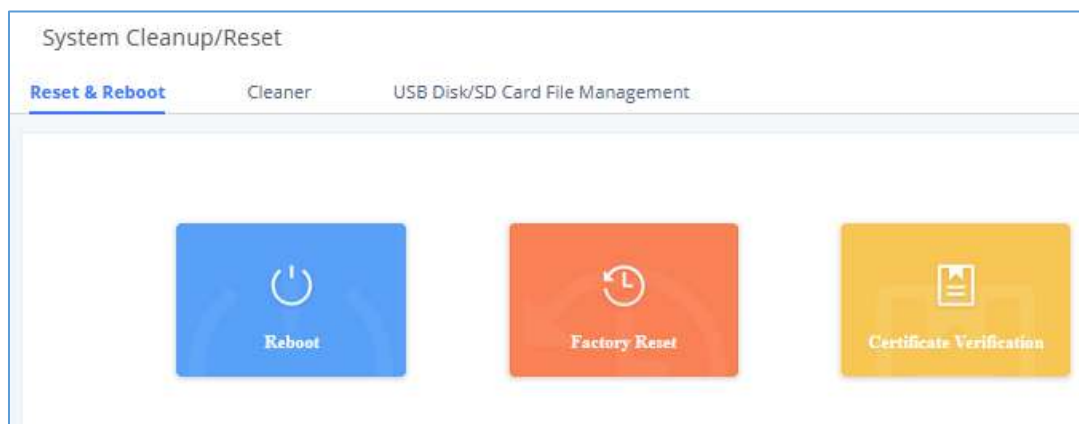 System Cleanup/Reset
Reset & Reboot Cleaner USB Disk/SD Card File Management
Reboot Factory Reset Certificate Verification